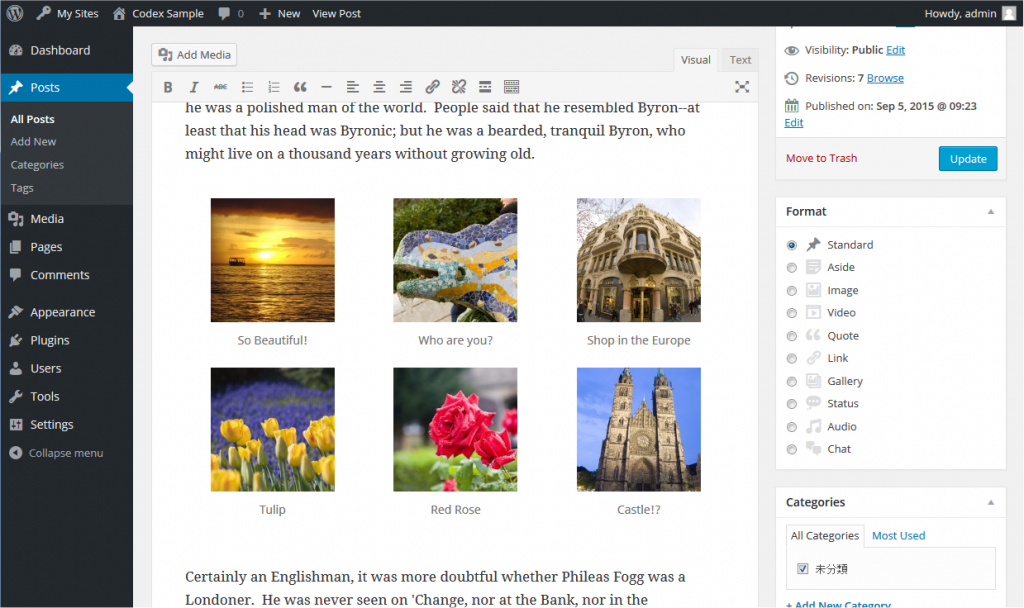 My Sites Codex Sample 0 New View Post Howdy, admin
Dashboard
Posts
All Posts
Add New
Categories
Tags
Media
Pages
Comments
Appearance
Plugins
Users
Tools
Settings
Collapse menu
Add Media
Visual Text
B I ABC
he was a polished man of the world. People said that he resembled Byron--at
least that his head was Byronic; but he was a bearded, tranquil Byron, who
might live on a thousand years without growing old.
So Beautiful! Who are you? Shop in the Europe
Tulip Red Rose Castle!?
Certainly an Englishman, it was more doubtful whether Phileas Fogg was a
Londoner. He was never seen on 'Change, nor at the Bank, nor in the
Visibility: Public Edit
Revisions: 7 Browse
Published on: Sep 5, 2015 @ 09:23
Edit
Move to Trash Update
Format
Standard
Aside
Image
Video
Quote
Link
Gallery
Status
Audio
Chat
Categories
All Categories Most Used
未分類
+ Add New Category